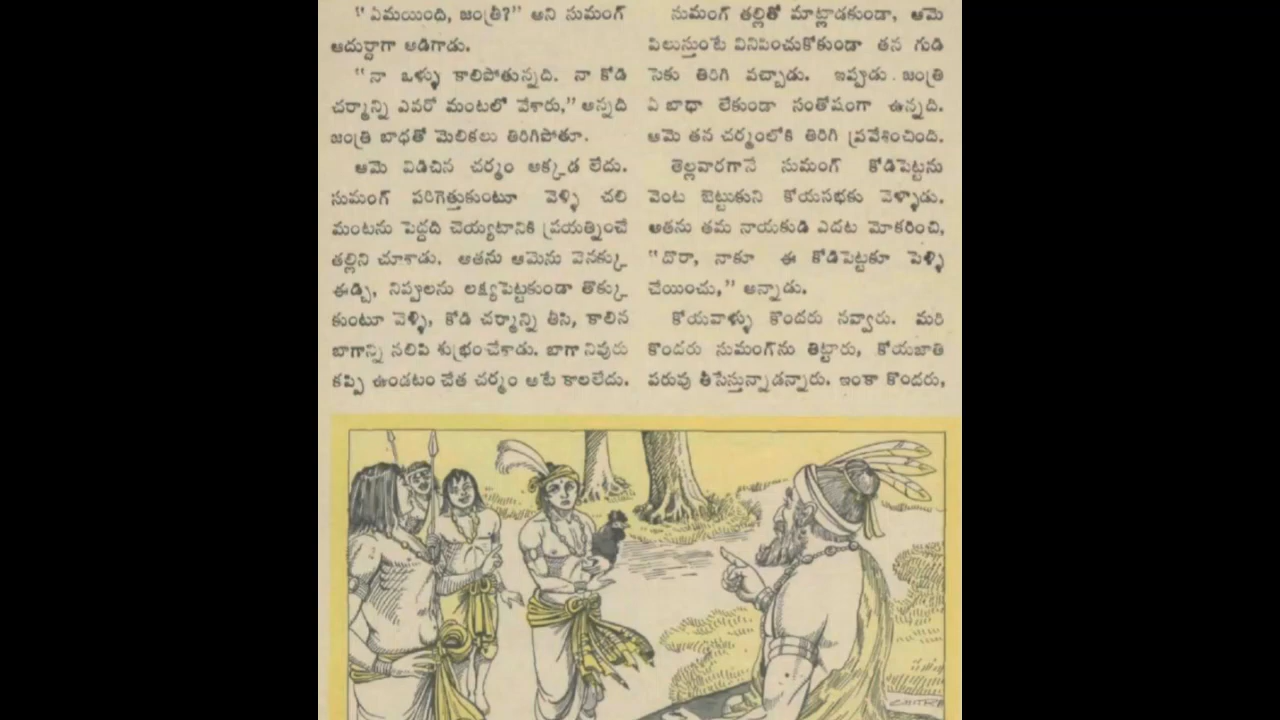 "ఏమయింది, జంత్రీ?" అని సుమంగ్
ఆదుర్దాగా అడిగాడు.
"నా ఒళ్ళు కాలిపోతున్నది. నా కోడి
చర్మాన్ని ఎవరో మంటలో వేశారు," అన్నది
జంత్రి బాధతో మెలికలు తిరిగిపోతూ.
ఆమె విడిచిన చర్మం అక్కడ లేదు.
సుమంగ్ పరిగెత్తుకుంటూ వెళ్ళి చలి
మంటను పెద్దది చెయ్యటానికి ప్రయత్నించే
తల్లిని చూశాడు. అతను ఆమెను వెనక్కు
ఈడ్చి, నిప్పులను లక్ష్యపెట్టకుండా తొక్కు
కుంటూ వెళ్ళి, కోడి చర్మాన్ని తీసి, కాలిన
బాగాన్ని నలిపి శుభ్రంచేశాడు. బాగా నివురు
కప్పి ఉండటం చేత చర్మం అట్టే కాలలేదు.
సుమంగ్ తల్లితో మాట్లాడకుండా, ఆమె
పిలుస్తుంటే వినిపించుకోకుండా తన గుడి
సెకు తిరిగి వచ్చాడు. ఇప్పుడు జంత్రి
ఏ బాధా లేకుండా సంతోషంగా ఉన్నది.
ఆమె తన చర్మంలోకి తిరిగి ప్రవేశించింది.
తెల్లవారగానే సుమంగ్ కోడిపెట్టను
వెంట బెట్టుకుని కోయసభకు వెళ్ళాడు.
అతను తమ నాయకుడి ఎదట మోకరించి,
"దొరా, నాకూ ఈ కోడిపెట్టకూ పెళ్ళి
చేయించు," అన్నాడు.
కోయవాళ్ళు కొందరు నవ్వారు. మరి
కొందరు సుమంగ్‌ను తిట్టారు, కోయజాతి
పరువు తీసేస్తున్నాడన్నారు. ఇంకా కొందరు,
CHITRA